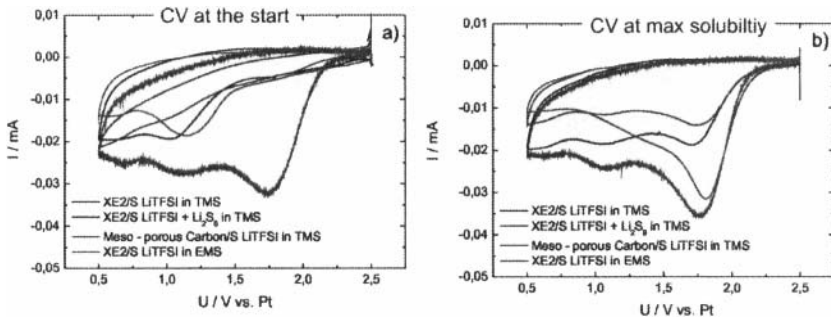 CV at the start
a)
0,01
0,00
-0,01
-0,02
-0,03
-0,04
-0,05
I / mA
XE2/S LiTFSI in TMS
XE2/S LiTFSI + Li₂S₆ in TMS
Meso - porous Carbon/S LiTFSI in TMS
XE2/S LiTFSI in EMS
0,5 1,0 1,5 2,0 2,5
U / V vs. Pt
CV at max solubiltiy
b)
0,01
0,00
-0,01
-0,02
-0,03
-0,04
-0,05
I / mA
XE2/S LiTFSI in TMS
XE2/S LiTFSI + Li₂S₆ in TMS
Meso - porous Carbon/S LiTFSI in TMS
XE2/S LiTFSI in EMS
0,5 1,0 1,5 2,0 2,5
U / V vs. Pt